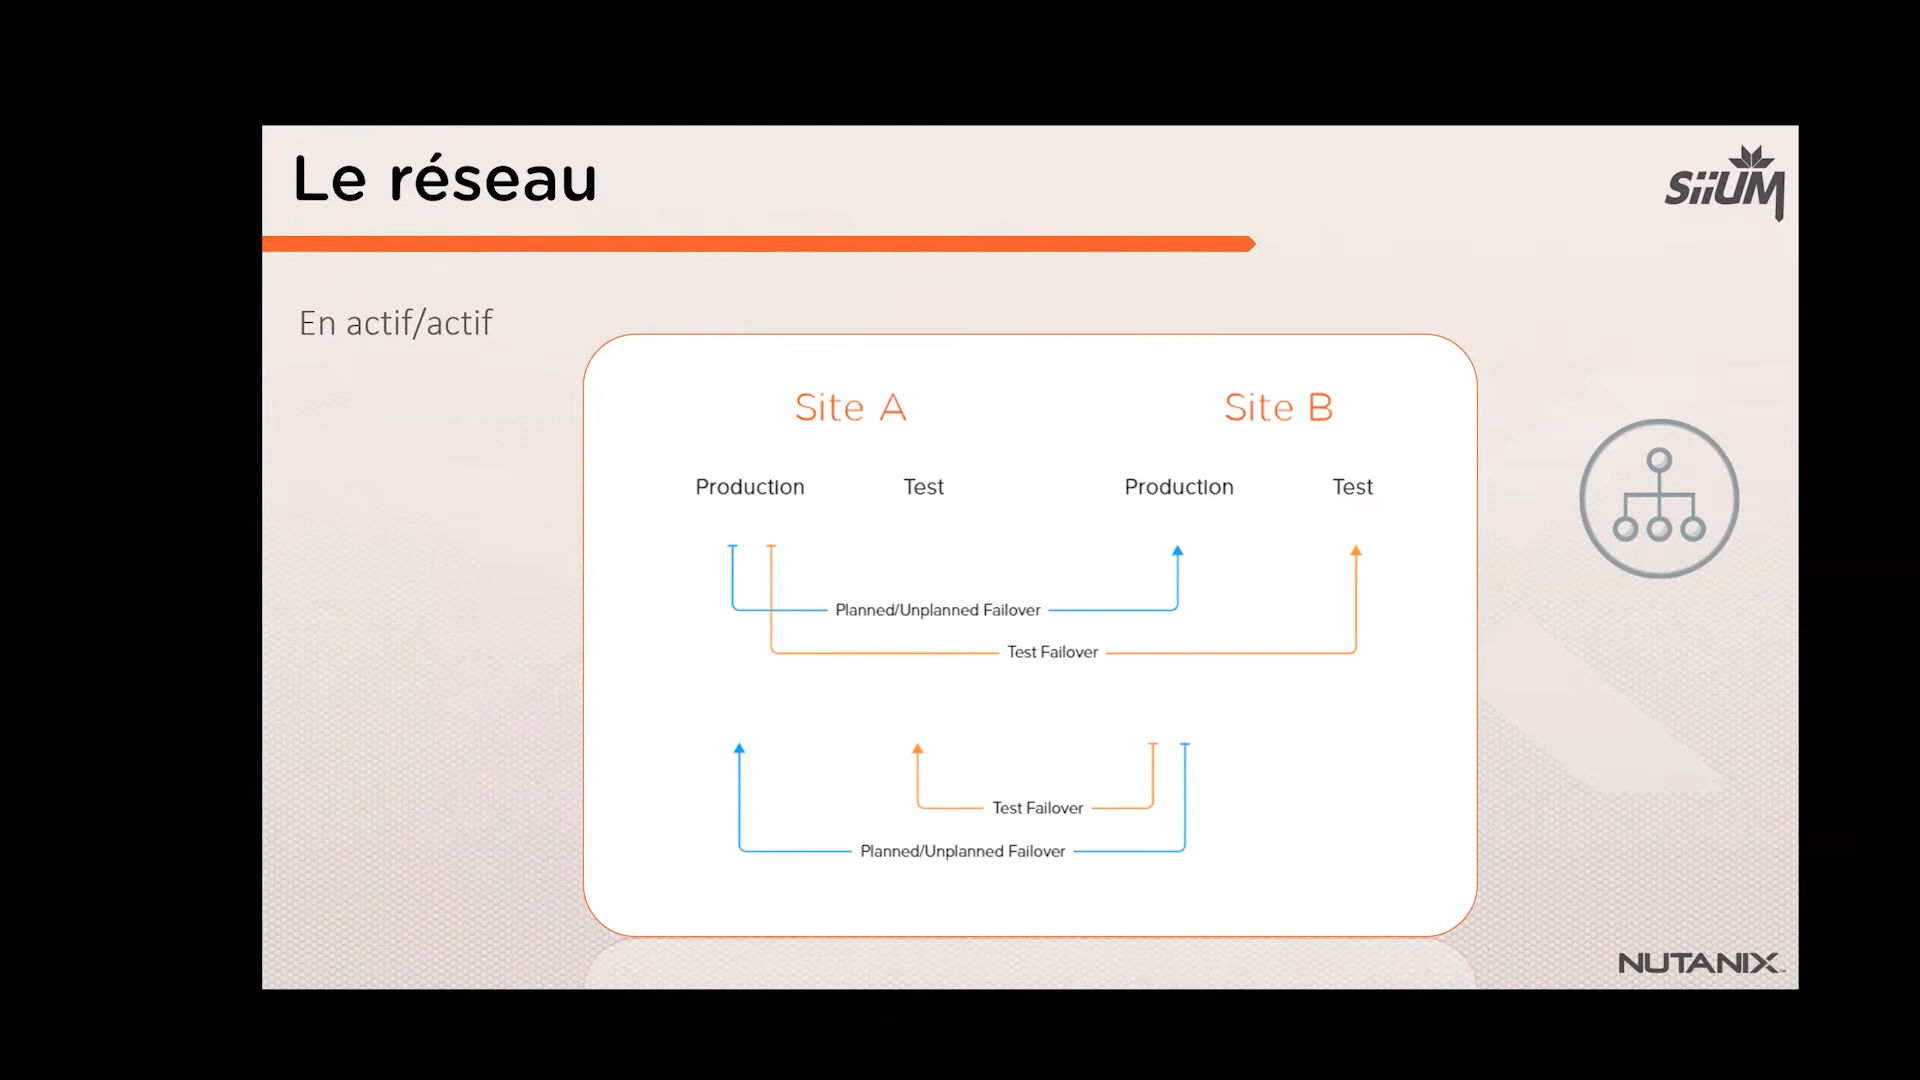 Le réseau
SiiUM
En actif/actif
Site A
Site B
Production
Test
Production
Test
Planned/Unplanned Failover
Test Failover
Test Failover
Planned/Unplanned Failover
NUTANIX